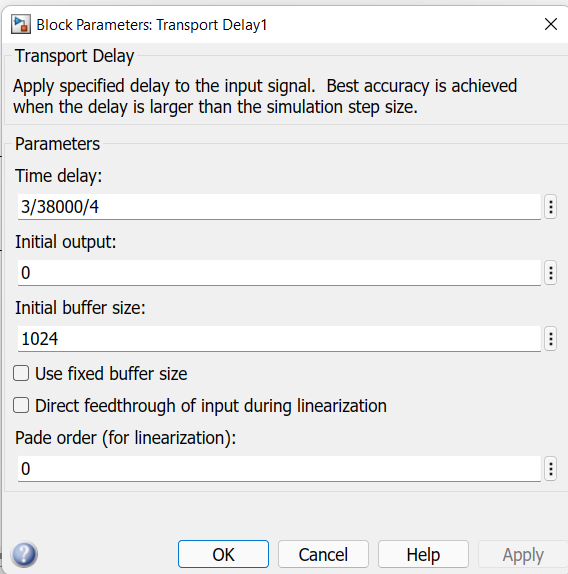 Block Parameters: Transport Delay1
Transport Delay
Apply specified delay to the input signal.  Best accuracy is achieved
when the delay is larger than the simulation step size.
Parameters
Time delay:
3/38000/4
Initial output:
0
Initial buffer size:
1024
Use fixed buffer size
Direct feedthrough of input during linearization
Pade order (for linearization):
0
OK Cancel Help Apply